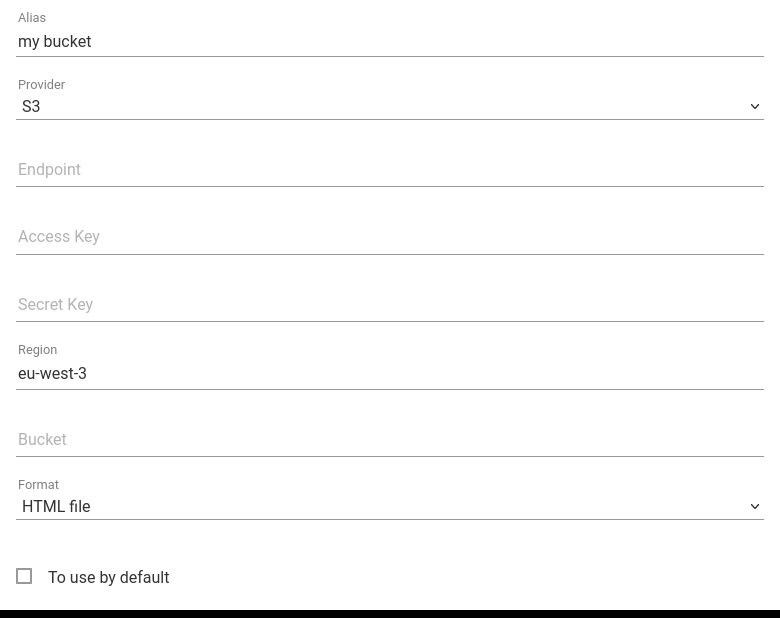 Alias
my bucket
Provider
S3
Endpoint
Access Key
Secret Key
Region
eu-west-3
Bucket
Format
HTML file
To use by default